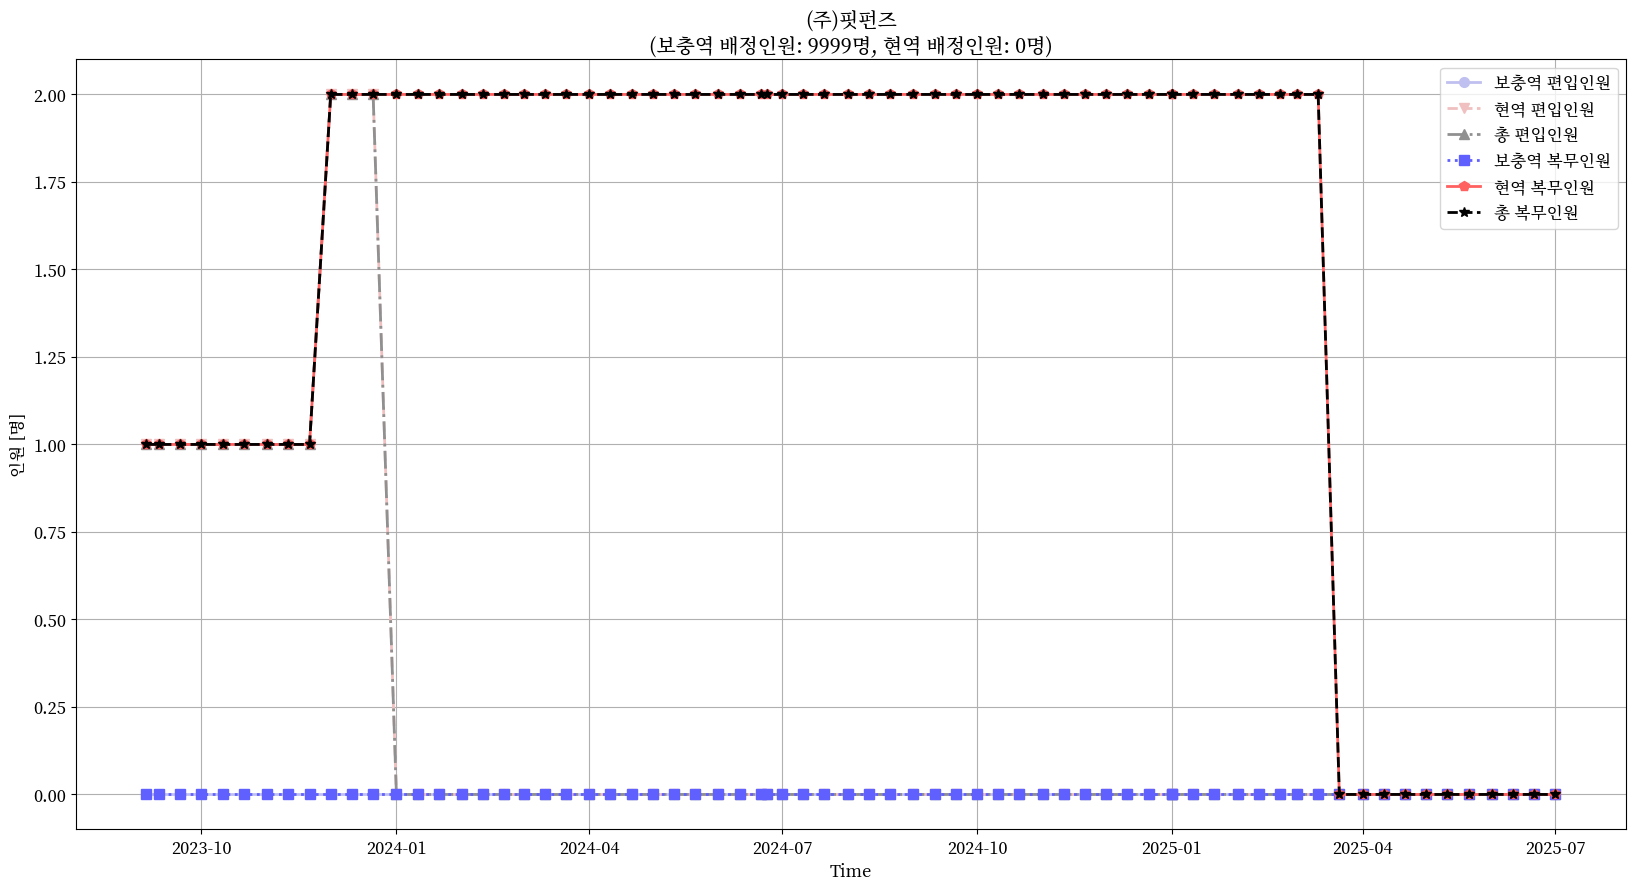 (주)핏펀즈
(보충역 배정인원: 9999명, 현역 배정인원: 0명)
보충역 편입인원
현역 편입인원
총 편입인원
보충역 복무인원
현역 복무인원
총 복무인원
인원 [명]
2.00
1.75
1.50
1.25
1.00
0.75
0.50
0.25
0.00
2023-10
2024-01
2024-04
2024-07
2024-10
2025-01
2025-04
2025-07
Time